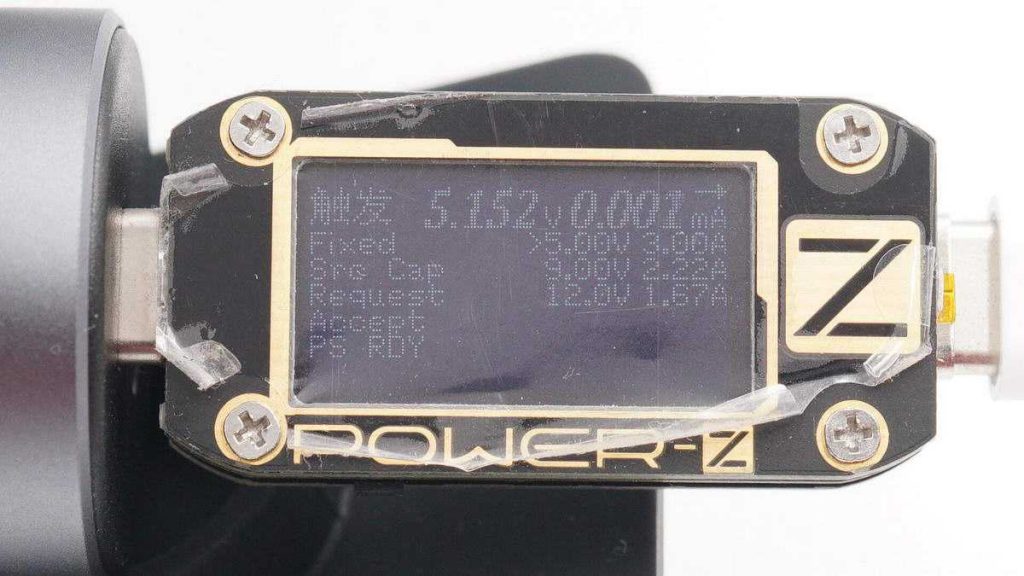 触发 5.152V 0.001mA
Fixed >5.00V 3.00A
Src Cap 9.00V 2.22A
Request 12.0V 1.67A
Accept
PS RDY
Z
POWER-Z